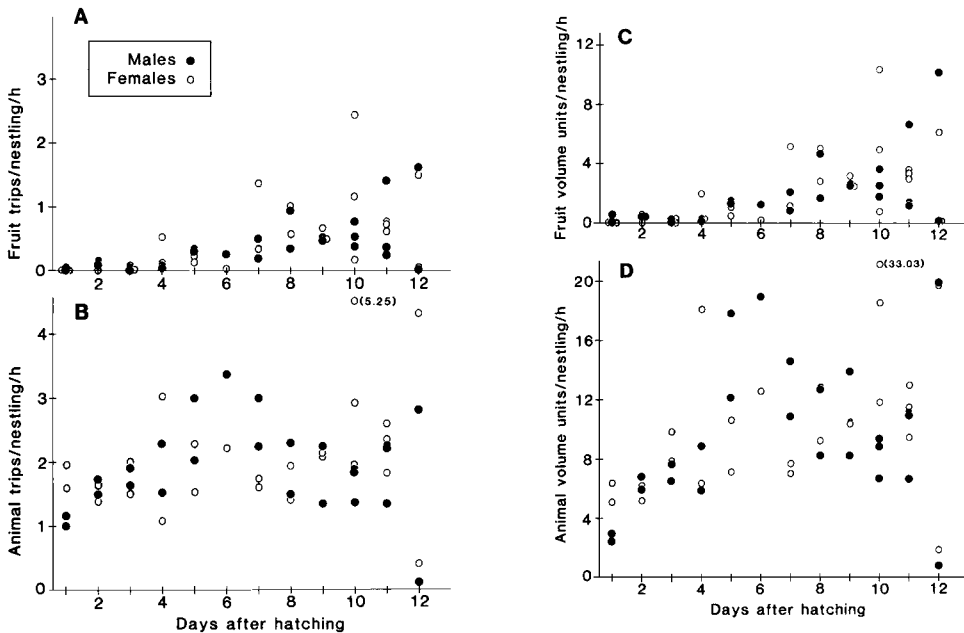 A
Males ●
Females ○
Fruit trips/nestling/h
3
2
1
0
2 4 6 8 10 12
B
(5.25)
Animal trips/nestling/h
4
3
2
1
0
2 4 6 8 10 12
Days after hatching
C
Fruit volume units/nestling/h
12
8
4
0
2 4 6 8 10 12
D
(33.03)
Animal volume units/nestling/h
20
16
12
8
4
0
2 4 6 8 10 12
Days after hatching